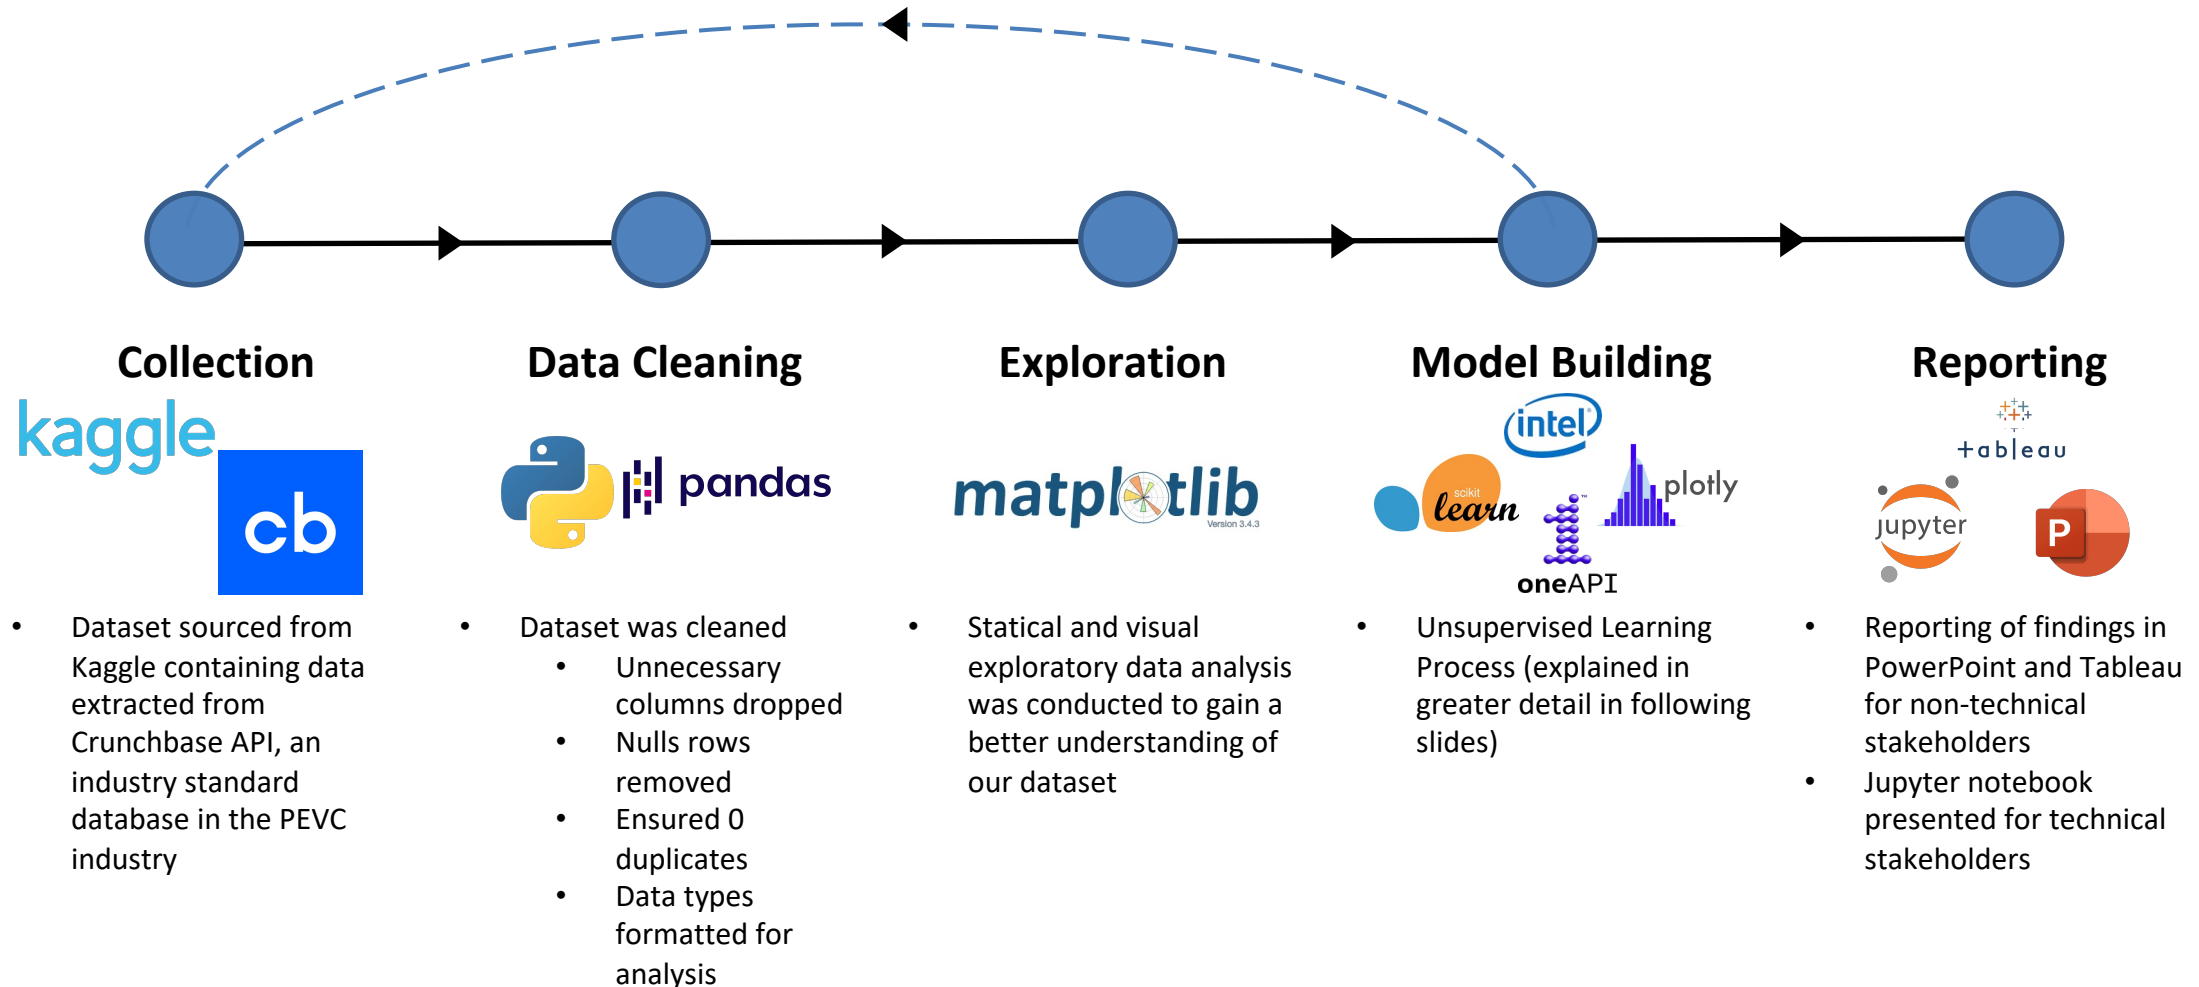 Collection
kaggle
cb
• Dataset sourced from
Kaggle containing data
extracted from
Crunchbase API, an
industry standard
database in the PEVC
industry
Data Cleaning
pandas
• Dataset was cleaned
• Unnecessary
columns dropped
• Nulls rows
removed
• Ensured 0
duplicates
• Data types
formatted for
analysis
Exploration
matplotlib
Version 3.4.3
• Statical and visual
exploratory data analysis
was conducted to gain a
better understanding of
our dataset
Model Building
intel®
scikit
learn
plotly
™
oneAPI
• Unsupervised Learning
Process (explained in
greater detail in following
slides)
Reporting
+ableau
jupyter
P
• Reporting of findings in
PowerPoint and Tableau
for non-technical
stakeholders
• Jupyter notebook
presented for technical
stakeholders